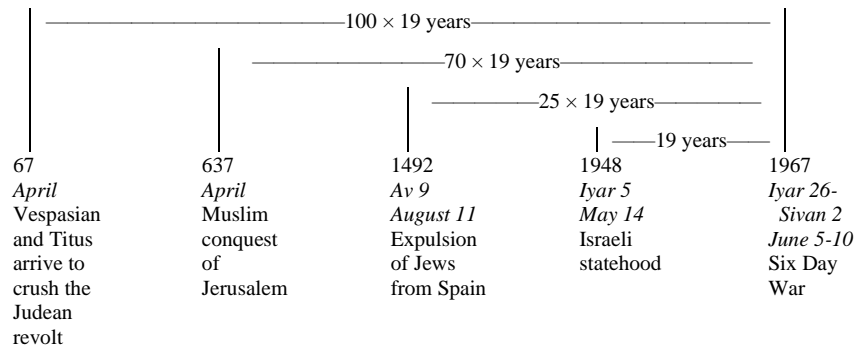 100 × 19 years
70 × 19 years
25 × 19 years
19 years
67
April
Vespasian
and Titus
arrive to
crush the
Judean
revolt
637
April
Muslim
conquest
of
Jerusalem
1492
Av 9
August 11
Expulsion
of Jews
from Spain
1948
Iyar 5
May 14
Israeli
statehood
1967
Iyar 26-
Sivan 2
June 5-10
Six Day
War